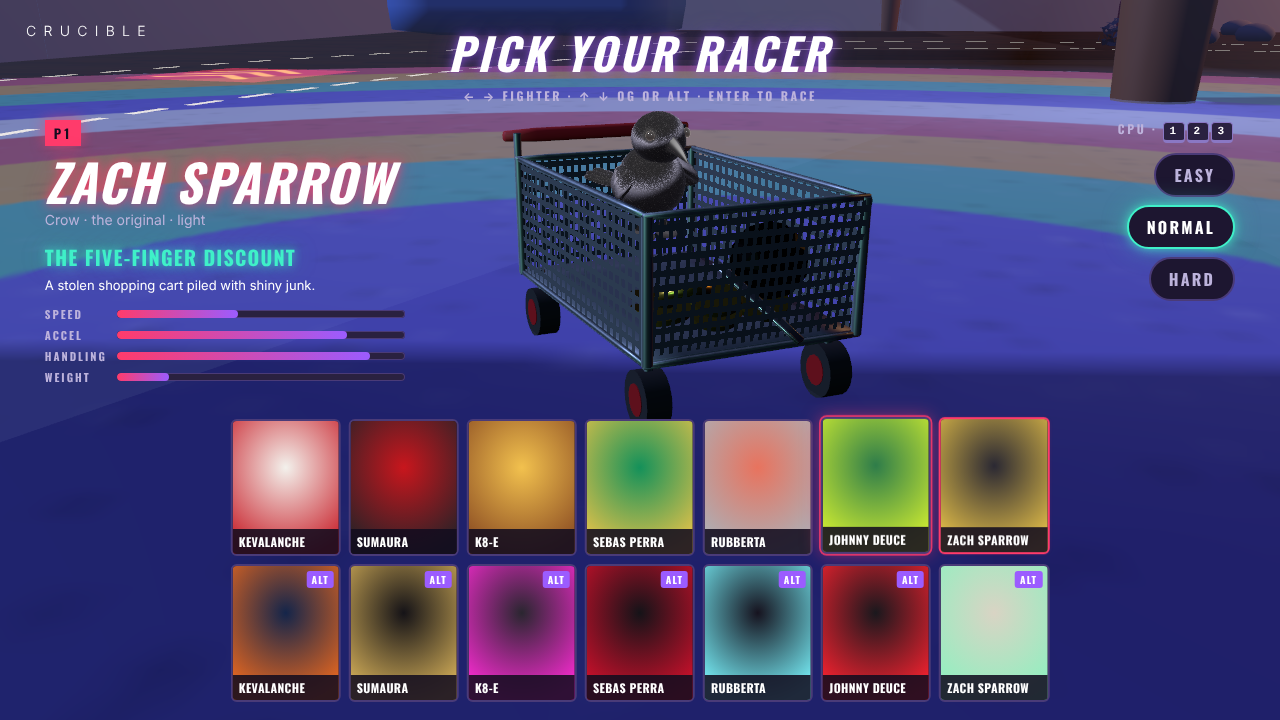 CRUCIBLE
PICK YOUR RACER
← → FIGHTER · ↑ ↓ OG OR ALT · ENTER TO RACE
P1
ZACH SPARROW
Crow · the original · light
THE FIVE-FINGER DISCOUNT
A stolen shopping cart piled with shiny junk.
SPEED
ACCEL
HANDLING
WEIGHT
CPU · 1 2 3
EASY
NORMAL
HARD
KEVALANCHE
SUMAURA
K8-E
SEBAS PERRA
RUBBERTA
JOHNNY DEUCE
ZACH SPARROW
ALT
KEVALANCHE
ALT
SUMAURA
ALT
K8-E
ALT
SEBAS PERRA
ALT
RUBBERTA
ALT
JOHNNY DEUCE
ALT
ZACH SPARROW